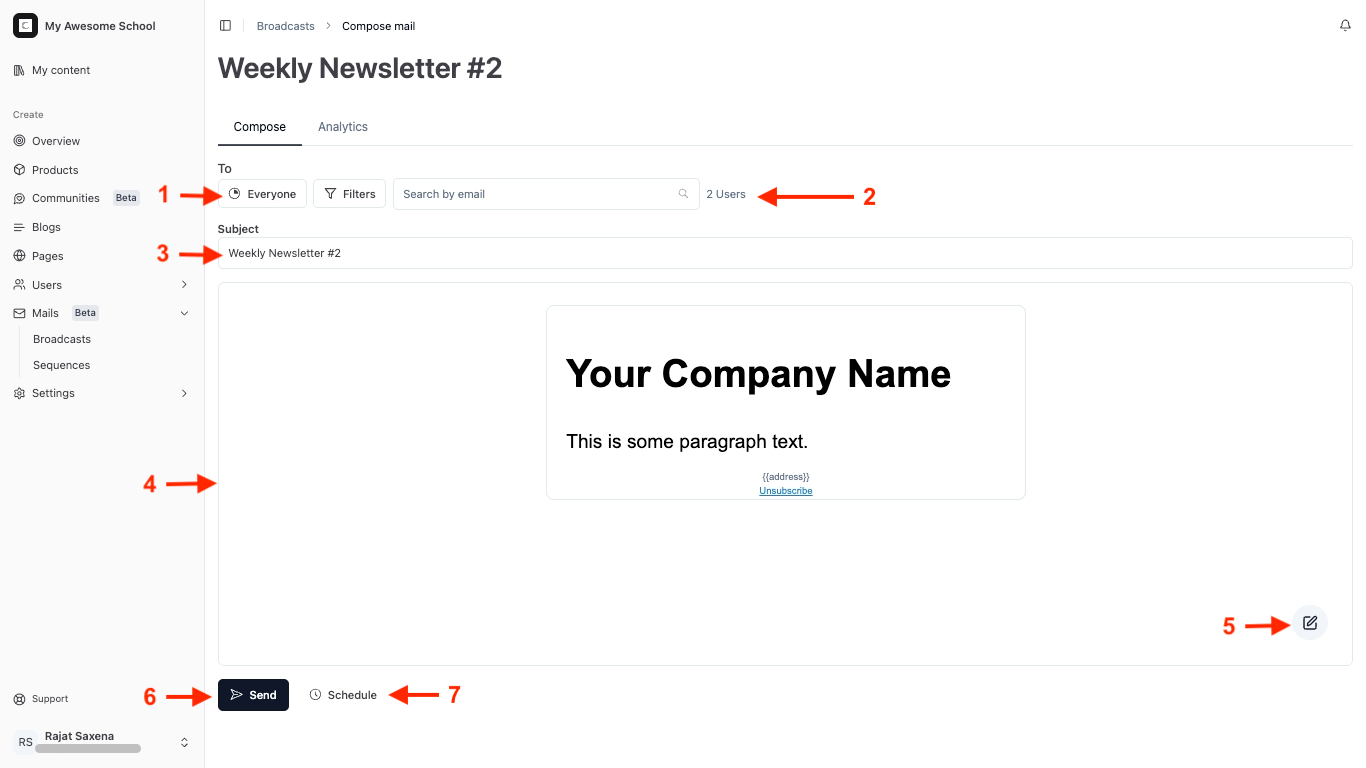 My Awesome School
Broadcasts > Compose mail
My content
Weekly Newsletter #2
Create
Overview
Products
Communities Beta
Blogs
Pages
Users
Mails Beta
Broadcasts
Sequences
Settings
Support
RS Rajat Saxena
Compose Analytics
To
1 Everyone Filters Search by email 2 Users 2
Subject
3 Weekly Newsletter #2
Your Company Name
This is some paragraph text.
{{address}}
Unsubscribe
4
5
6 Send Schedule 7